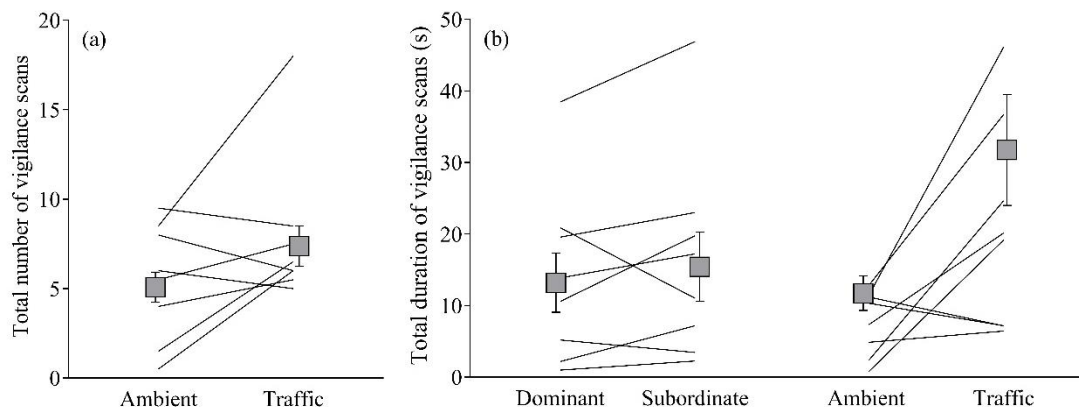 (a)
Total number of vigilance scans
20
15
10
5
0
Ambient Traffic
(b)
Total duration of vigilance scans (s)
50
40
30
20
10
0
Dominant Subordinate Ambient Traffic